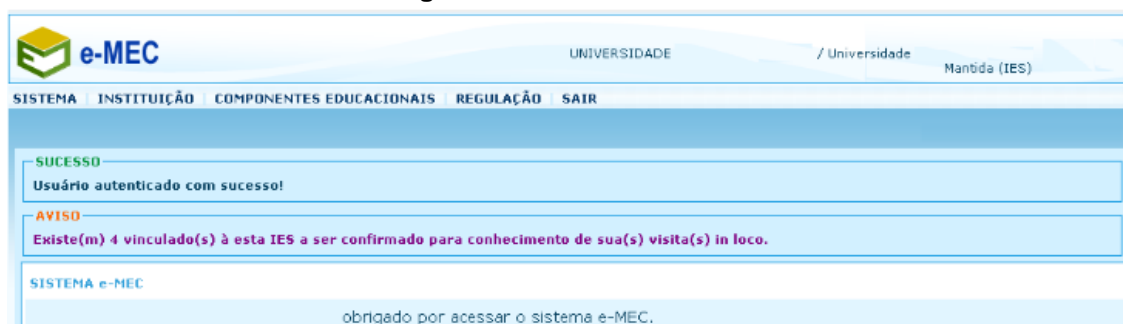 e-MEC
UNIVERSIDADE / Universidade
Mantida (IES)
SISTEMA INSTITUIÇÃO COMPONENTES EDUCACIONAIS REGULAÇÃO SAIR
SUCESSO
Usuário autenticado com sucesso!
AVISO
Existe(m) 4 vinculado(s) à esta IES a ser confirmado para conhecimento de sua(s) visita(s) in loco.
SISTEMA e-MEC
obrigado por acessar o sistema e-MEC.